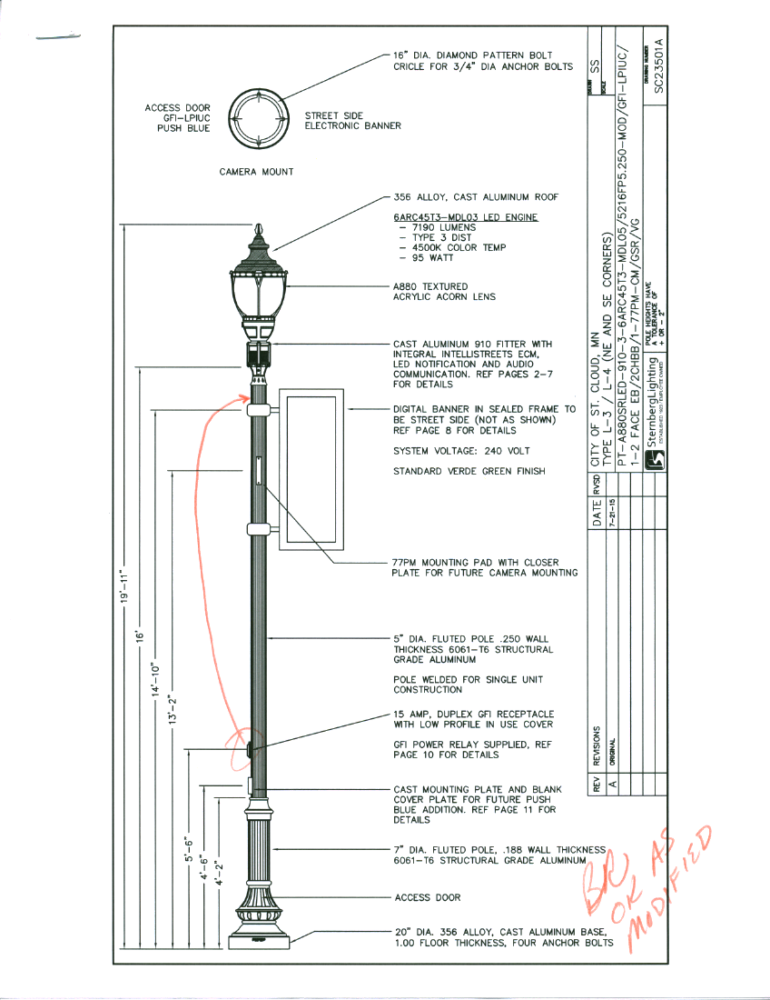 16" DIA. DIAMOND PATTERN BOLT
CRICLE FOR 3/4" DIA ANCHOR BOLTS
ACCESS DOOR
GFI-LPIUC
PUSH BLUE
STREET SIDE
ELECTRONIC BANNER
CAMERA MOUNT
356 ALLOY, CAST ALUMINUM ROOF
6ARC45T3-MDL03 LED ENGINE
- 7190 LUMENS
- TYPE 3 DIST
- 4500K COLOR TEMP
- 95 WATT
A880 TEXTURED
ACRYLIC ACORN LENS
CAST ALUMINUM 910 FITTER WITH
INTEGRAL INTELLISTREETS ECM,
LED NOTIFICATION AND AUDIO
COMMUNICATION. REF PAGES 2-7
FOR DETAILS
DIGITAL BANNER IN SEALED FRAME TO
BE STREET SIDE (NOT AS SHOWN)
REF PAGE 8 FOR DETAILS
SYSTEM VOLTAGE: 240 VOLT
STANDARD VERDE GREEN FINISH
77PM MOUNTING PAD WITH CLOSER
PLATE FOR FUTURE CAMERA MOUNTING
5" DIA. FLUTED POLE .250 WALL
THICKNESS 6061-T6 STRUCTURAL
GRADE ALUMINUM
POLE WELDED FOR SINGLE UNIT
CONSTRUCTION
15 AMP, DUPLEX GFI RECEPTACLE
WITH LOW PROFILE IN USE COVER
GFI POWER RELAY SUPPLIED, REF
PAGE 10 FOR DETAILS
CAST MOUNTING PLATE AND BLANK
COVER PLATE FOR FUTURE PUSH
BLUE ADDITION. REF PAGE 11 FOR
DETAILS
7" DIA. FLUTED POLE, .188 WALL THICKNESS
6061-T6 STRUCTURAL GRADE ALUMINUM
ACCESS DOOR
20" DIA. 356 ALLOY, CAST ALUMINUM BASE,
1.00 FLOOR THICKNESS, FOUR ANCHOR BOLTS
19'-11"
16'
14'-10"
13'-2"
5'-6"
4'-6"
4'-2"
BR
OK AS
MODIFIED
REV
REVISIONS
DATE
RVSD
A
ORIGINAL
7-21-15
CITY OF ST. CLOUD, MN
TYPE L-3 / L-4 (NE AND SE CORNERS)
PT-A880SRLED-910-3-6ARC45T3-MDL05/5216FP5.250-MOD/GFI-LPIUC/
1-2 FACE EB/2CHBB/1-77PM-CM/GSR/VG
DRAWN
SS
SCALE
SternbergLighting
ESTABLISHED 1923 / EMPLOYEE OWNED
POLE HEIGHTS HAVE
A TOLERANCE OF
+ OR - 2"
DRAWING NUMBER
SC23501A